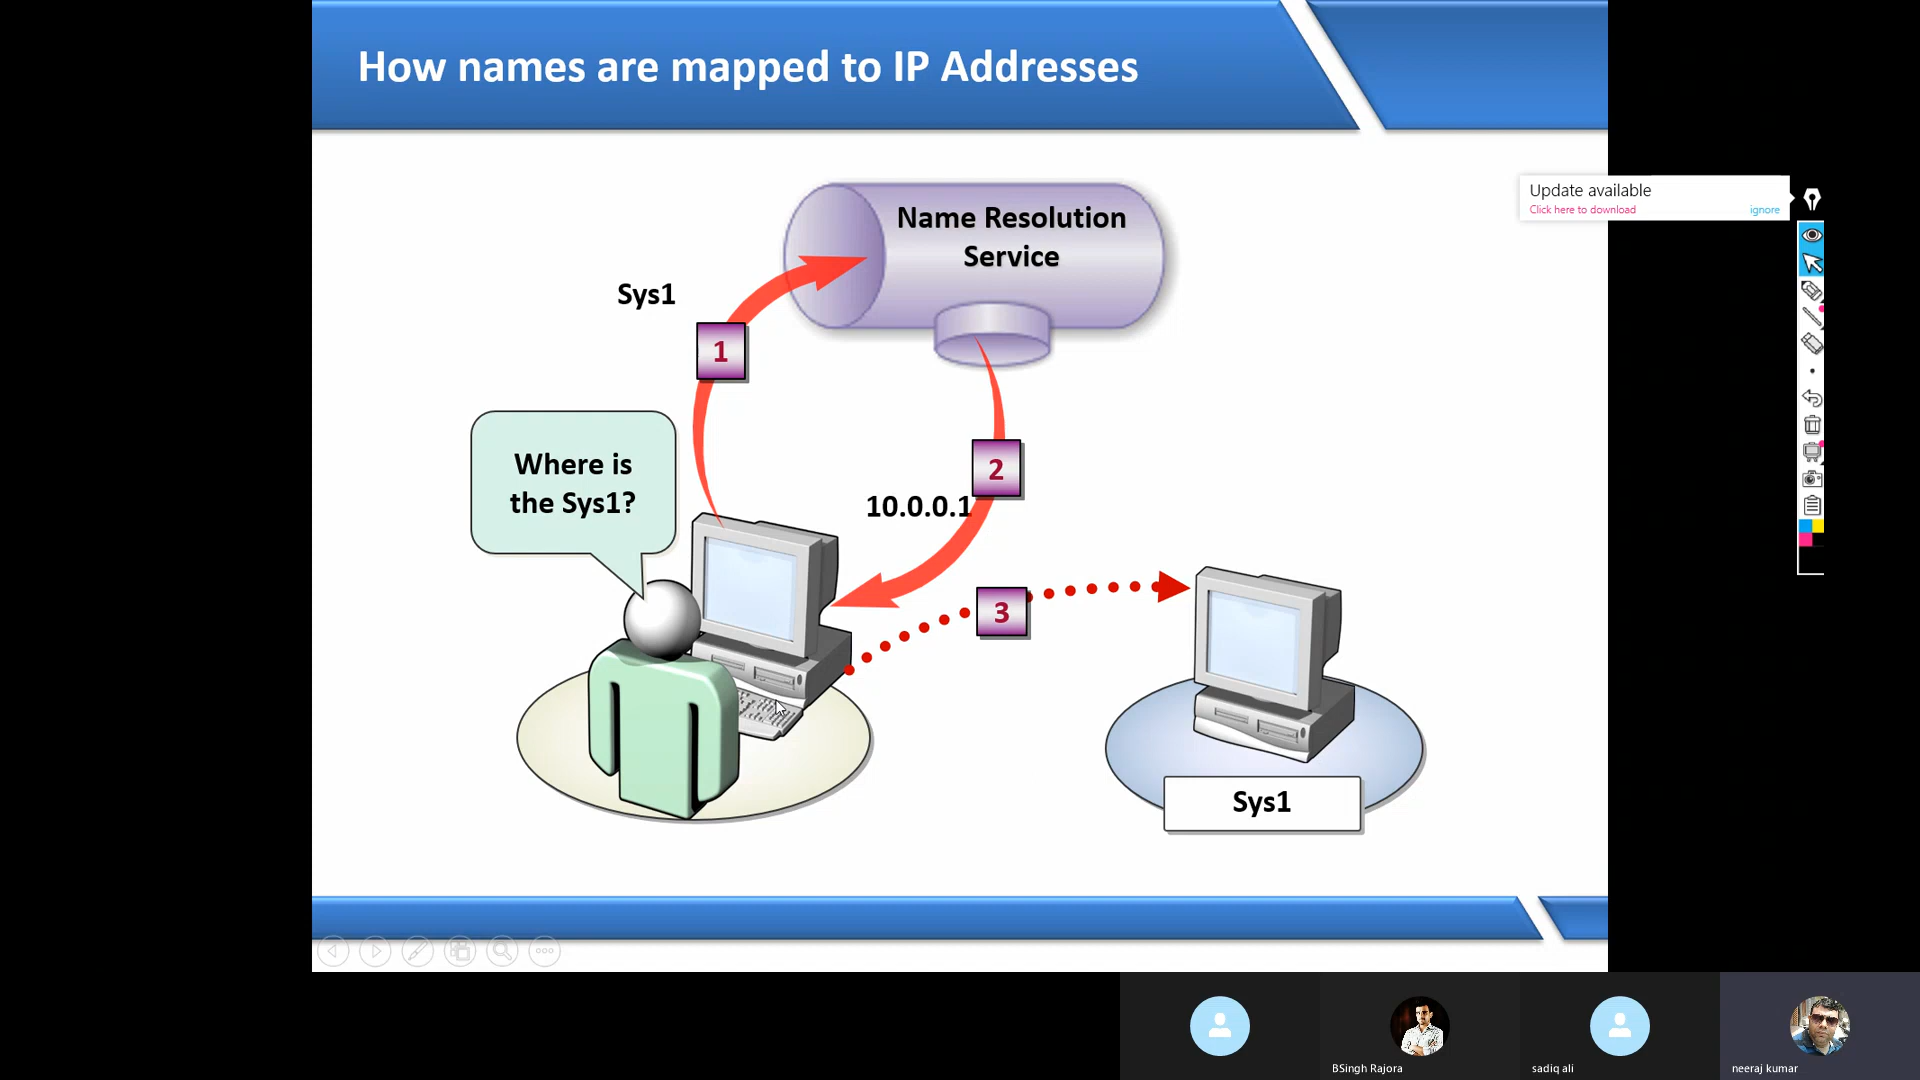 How names are mapped to IP Addresses
Update available
Click here to download
ignore
Name Resolution
Service
Sys1
1
Where is
the Sys1?
2
10.0.0.1
3
Sys1
BSingh Rajora
sadiq ali
neeraj kumar